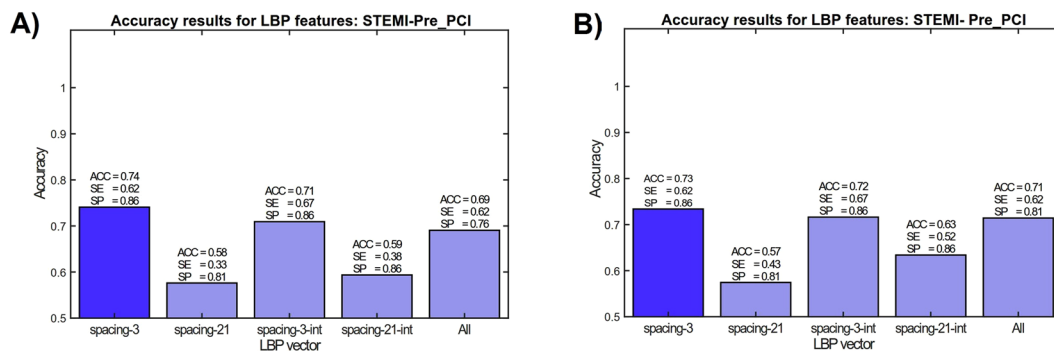 A)
Accuracy results for LBP features: STEMI-Pre_PCI
Accuracy
1
0.9
0.8
0.7
0.6
0.5
ACC = 0.74
SE = 0.62
SP = 0.86
ACC = 0.58
SE = 0.33
SP = 0.81
ACC = 0.71
SE = 0.67
SP = 0.86
ACC = 0.59
SE = 0.38
SP = 0.86
ACC = 0.69
SE = 0.62
SP = 0.76
spacing-3 spacing-21 spacing-3-int spacing-21-int All
LBP vector
B)
Accuracy results for LBP features: STEMI- Pre_PCI
Accuracy
1
0.9
0.8
0.7
0.6
0.5
ACC = 0.73
SE = 0.62
SP = 0.86
ACC = 0.57
SE = 0.43
SP = 0.81
ACC = 0.72
SE = 0.67
SP = 0.86
ACC = 0.63
SE = 0.52
SP = 0.86
ACC = 0.71
SE = 0.62
SP = 0.81
spacing-3 spacing-21 spacing-3-int spacing-21-int All
LBP vector